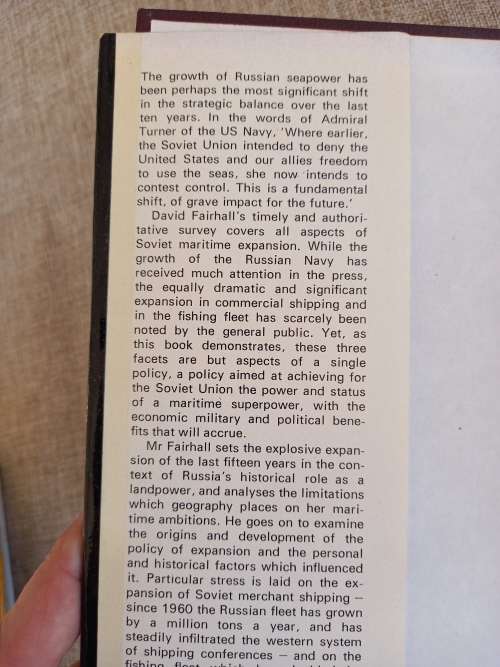 The growth of Russian seapower has
been perhaps the most significant shift
in the strategic balance over the last
ten years. In the words of Admiral
Turner of the US Navy, 'Where earlier,
the Soviet Union intended to deny the
United States and our allies freedom
to use the seas, she now intends to
contest control. This is a fundamental
shift, of grave impact for the future.'
David Fairhall's timely and authori-
tative survey covers all aspects of
Soviet maritime expansion. While the
growth of the Russian Navy has
received much attention in the press,
the equally dramatic and significant
expansion in commercial shipping and
in the fishing fleet has scarcely been
noted by the general public. Yet, as
this book demonstrates, these three
facets are but aspects of a single
policy, a policy aimed at achieving for
the Soviet Union the power and status
of a maritime superpower, with the
economic military and political bene-
fits that will accrue.
Mr Fairhall sets the explosive expan-
sion of the last fifteen years in the con-
text of Russia's historical role as a
landpower, and analyses the limitations
which geography places on her mari-
time ambitions. He goes on to examine
the origins and development of the
policy of expansion and the personal
and historical factors which influenced
it. Particular stress is laid on the ex-
pansion of Soviet merchant shipping –
since 1960 the Russian fleet has grown
by a million tons a year, and has
steadily infiltrated the western system
of shipping conferences – and on the
fishing fleet, which